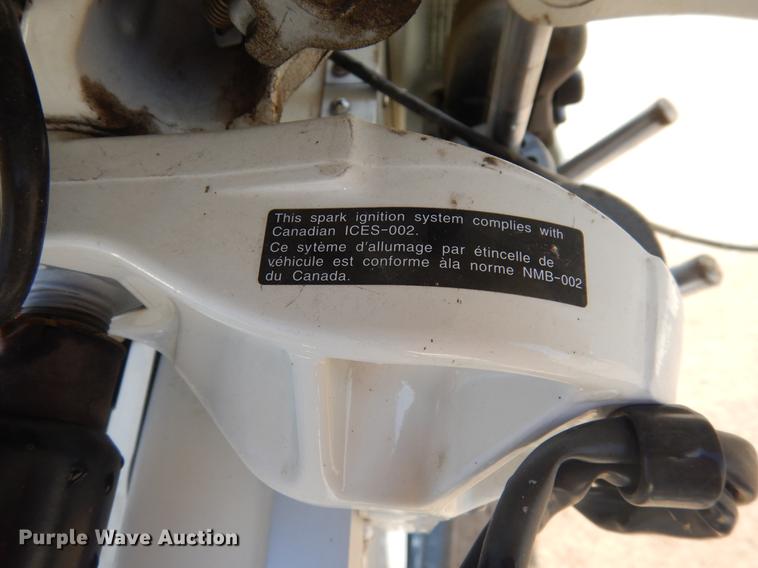 This spark ignition system complies with
Canadian ICES-002.
Ce sytème d'allumage par étincelle de
véhicule est conforme àla norme NMB-002
du Canada.
Purple Wave Auction